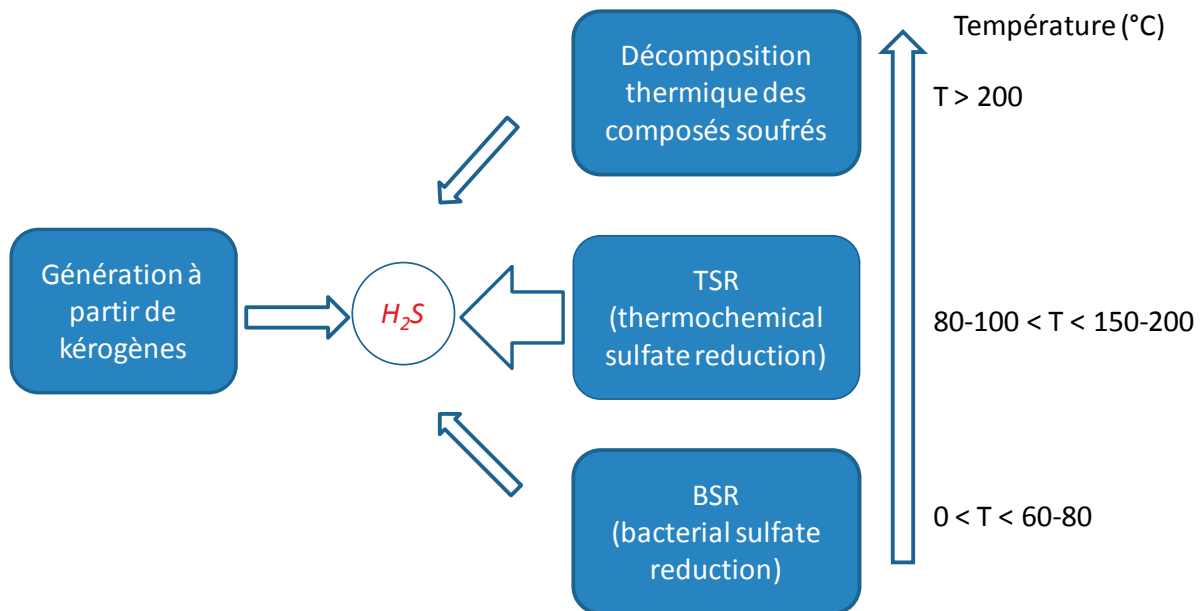 Température (°C)
Décomposition
thermique des
composés soufrés
T > 200
Génération à
partir de
kérogènes
H₂S
TSR
(thermochemical
sulfate reduction)
80-100 < T < 150-200
BSR
(bacterial sulfate
reduction)
0 < T < 60-80